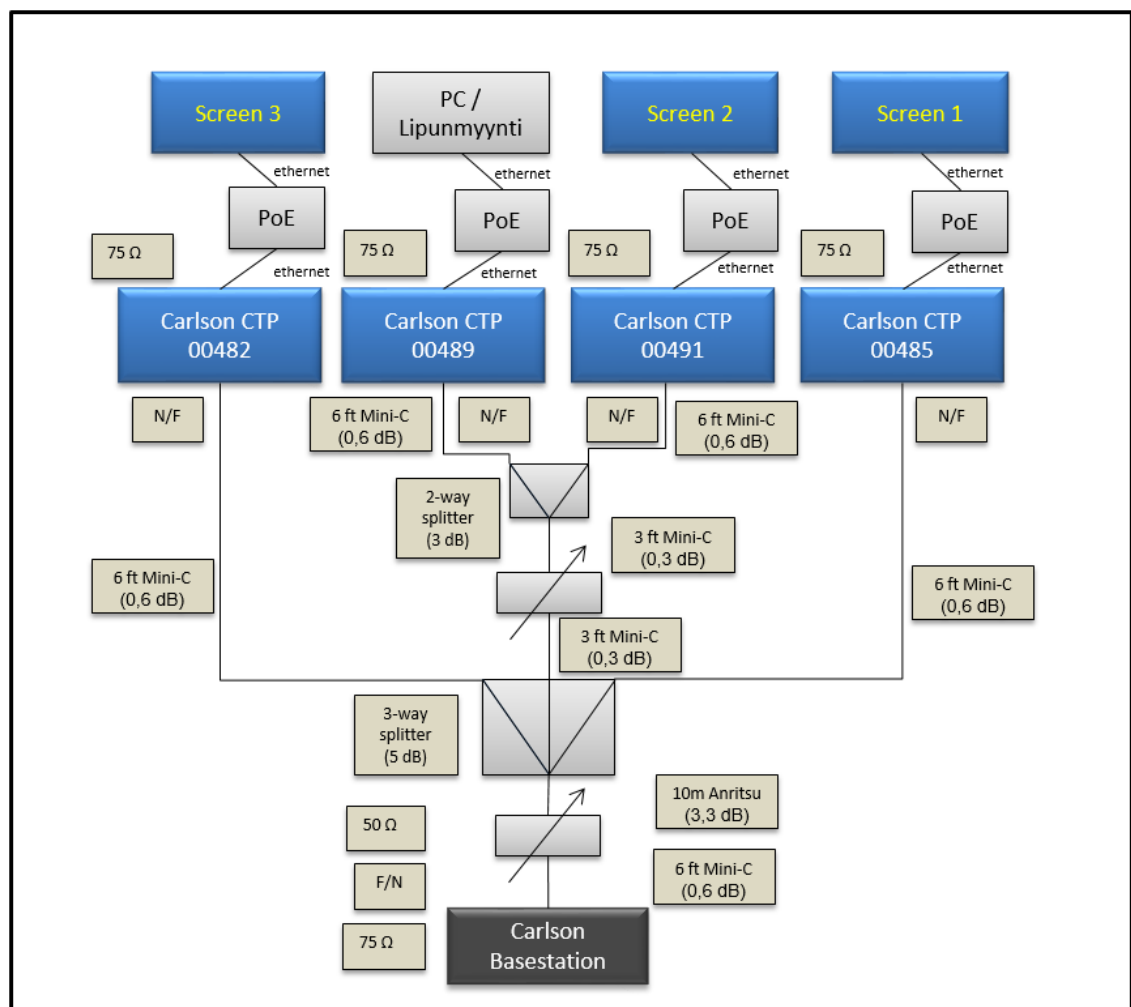 Screen 3
PC /
Lipunmyynti
Screen 2
Screen 1
ethernet
ethernet
ethernet
ethernet
PoE
PoE
PoE
PoE
75 Ω
75 Ω
75 Ω
75 Ω
ethernet
ethernet
ethernet
ethernet
Carlson CTP
00482
Carlson CTP
00489
Carlson CTP
00491
Carlson CTP
00485
N/F
6 ft Mini-C
(0,6 dB)
N/F
N/F
6 ft Mini-C
(0,6 dB)
N/F
2-way
splitter
(3 dB)
3 ft Mini-C
(0,3 dB)
6 ft Mini-C
(0,6 dB)
6 ft Mini-C
(0,6 dB)
3 ft Mini-C
(0,3 dB)
3-way
splitter
(5 dB)
10m Anritsu
(3,3 dB)
50 Ω
F/N
6 ft Mini-C
(0,6 dB)
75 Ω
Carlson
Basestation